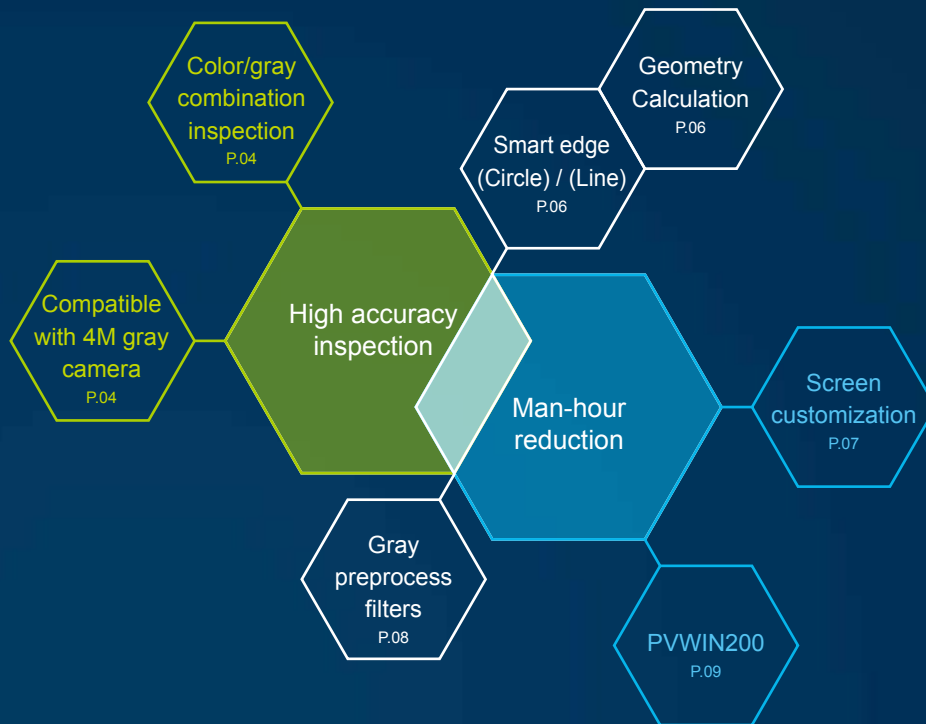 Color/gray
combination
inspection
P.04
Geometry
Calculation
P.06
Smart edge
(Circle) / (Line)
P.06
Compatible
with 4M gray
camera
P.04
High accuracy
inspection
Man-hour
reduction
Screen
customization
P.07
Gray
preprocess
filters
P.08
PVWIN200
P.09